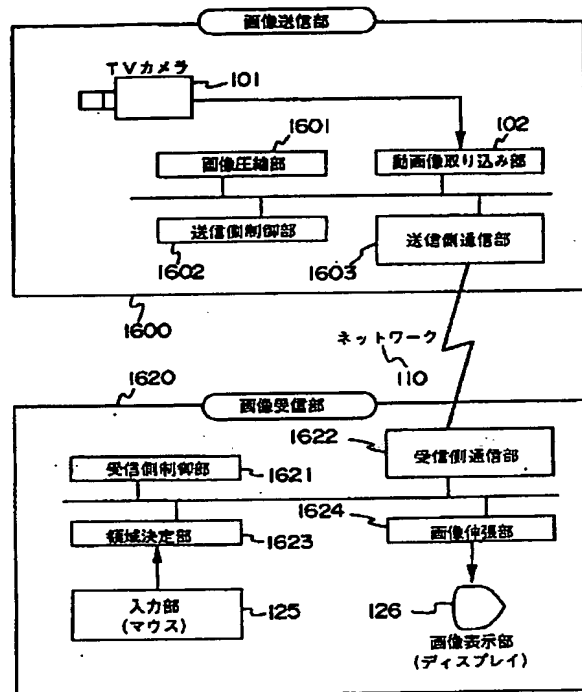 画像送信部
TVカメラ
101
1601
102
画像圧縮部
動画像取り込み部
送信側制御部
送信側通信部
1602
1603
1600
ネットワーク
110
1620
画像受信部
1622
受信側制御部
1621
受信側通信部
1624
領域決定部
1623
画像伸張部
入力部
(マウス)
125
126
画像表示部
(ディスプレイ)